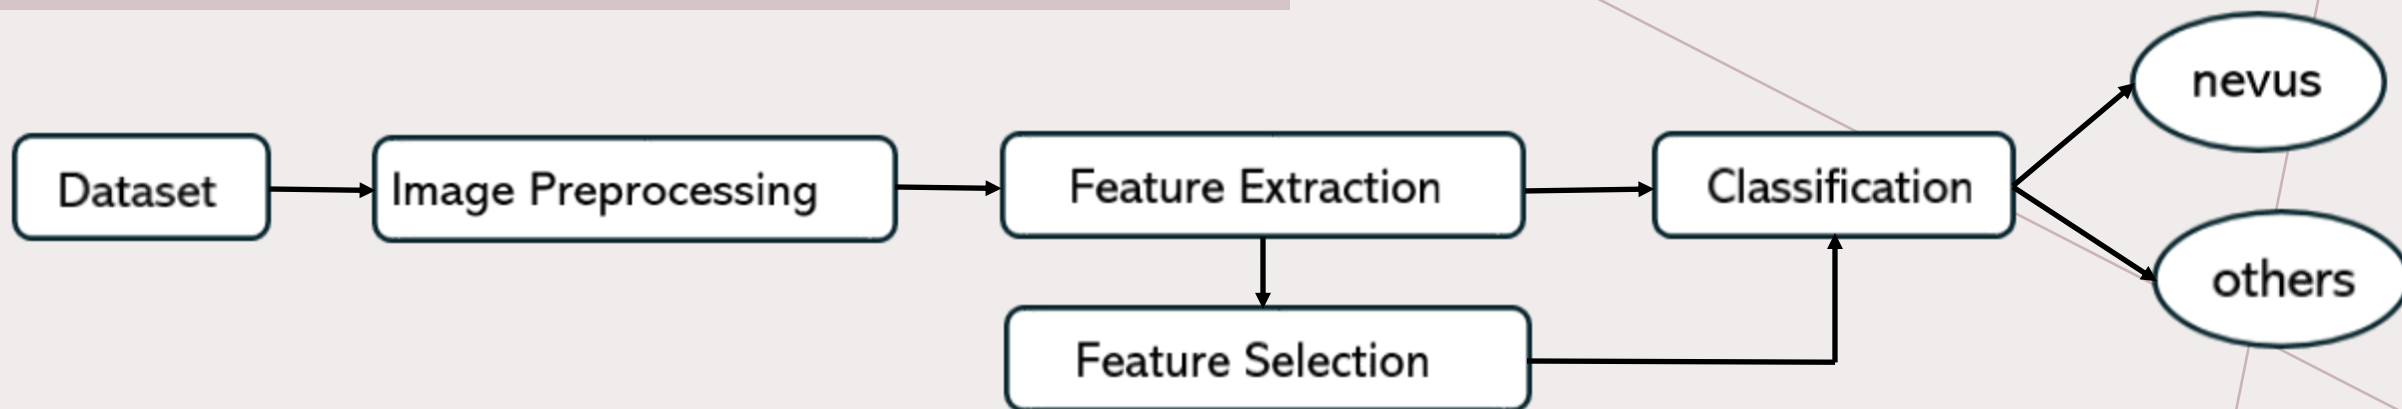 Dataset
Image Preprocessing
Feature Extraction
Classification
nevus
others
Feature Selection